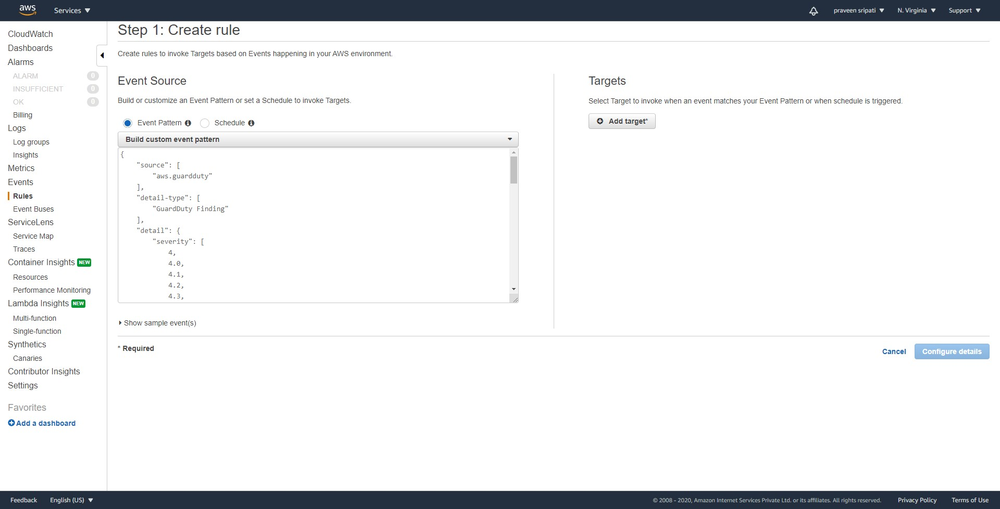 aws Services praveen sripati N. Virginia Support
CloudWatch
Dashboards
Alarms
ALARM 0
INSUFFICIENT 0
OK 0
Billing
Logs
Log groups
Insights
Metrics
Events
Rules
Event Buses
ServiceLens
Service Map
Traces
Container Insights NEW
Resources
Performance Monitoring
Lambda Insights NEW
Multi-function
Single-function
Synthetics
Canaries
Contributor Insights
Settings
Favorites
Add a dashboard
Step 1: Create rule
Create rules to invoke Targets based on Events happening in your AWS environment.
Event Source
Build or customize an Event Pattern or set a Schedule to invoke Targets.
Event Pattern Schedule
Build custom event pattern
{
"source": [
"aws.guardduty"
],
"detail-type": [
"GuardDuty Finding"
],
"detail": {
"severity": [
4,
4.0,
4.1,
4.2,
4.3,
Show sample event(s)
Targets
Select Target to invoke when an event matches your Event Pattern or when schedule is triggered.
Add target*
* Required
Cancel Configure details
Feedback English (US) © 2008 - 2020, Amazon Internet Services Private Ltd. or its affiliates. All rights reserved. Privacy Policy Terms of Use